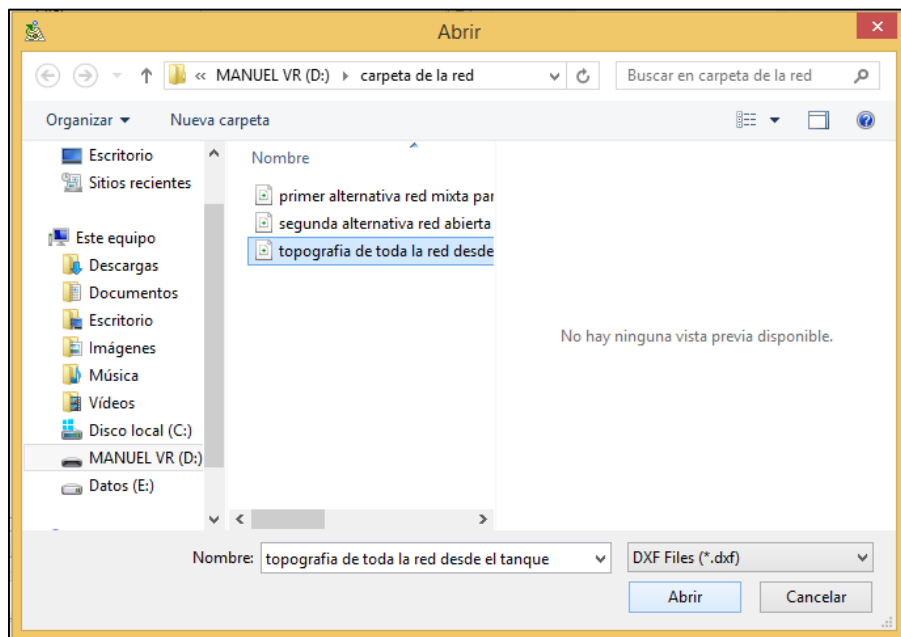 Abrir
« MANUEL VR (D:) carpeta de la red
Buscar en carpeta de la red
Organizar
Nueva carpeta
Escritorio
Sitios recientes
Este equipo
Descargas
Documentos
Escritorio
Imágenes
Música
Vídeos
Disco local (C:)
MANUEL VR (D:)
Datos (E:)
Nombre
primer alternativa red mixta par
segunda alternativa red abierta
topografia de toda la red desde
No hay ninguna vista previa disponible.
Nombre: topografia de toda la red desde el tanque
DXF Files (*.dxf)
Abrir
Cancelar